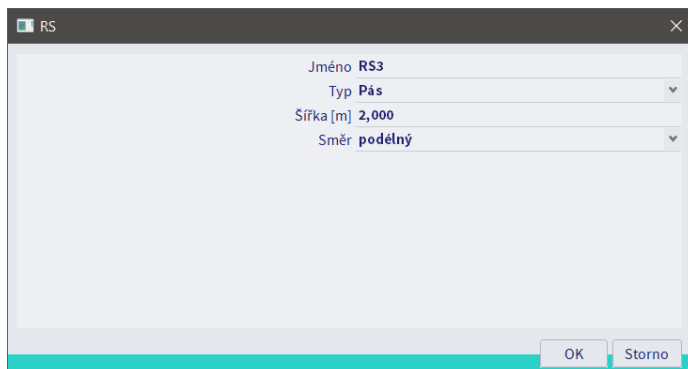 RS
Jméno RS3
Typ Pás
Šířka [m] 2,000
Směr podélný
OK Storno